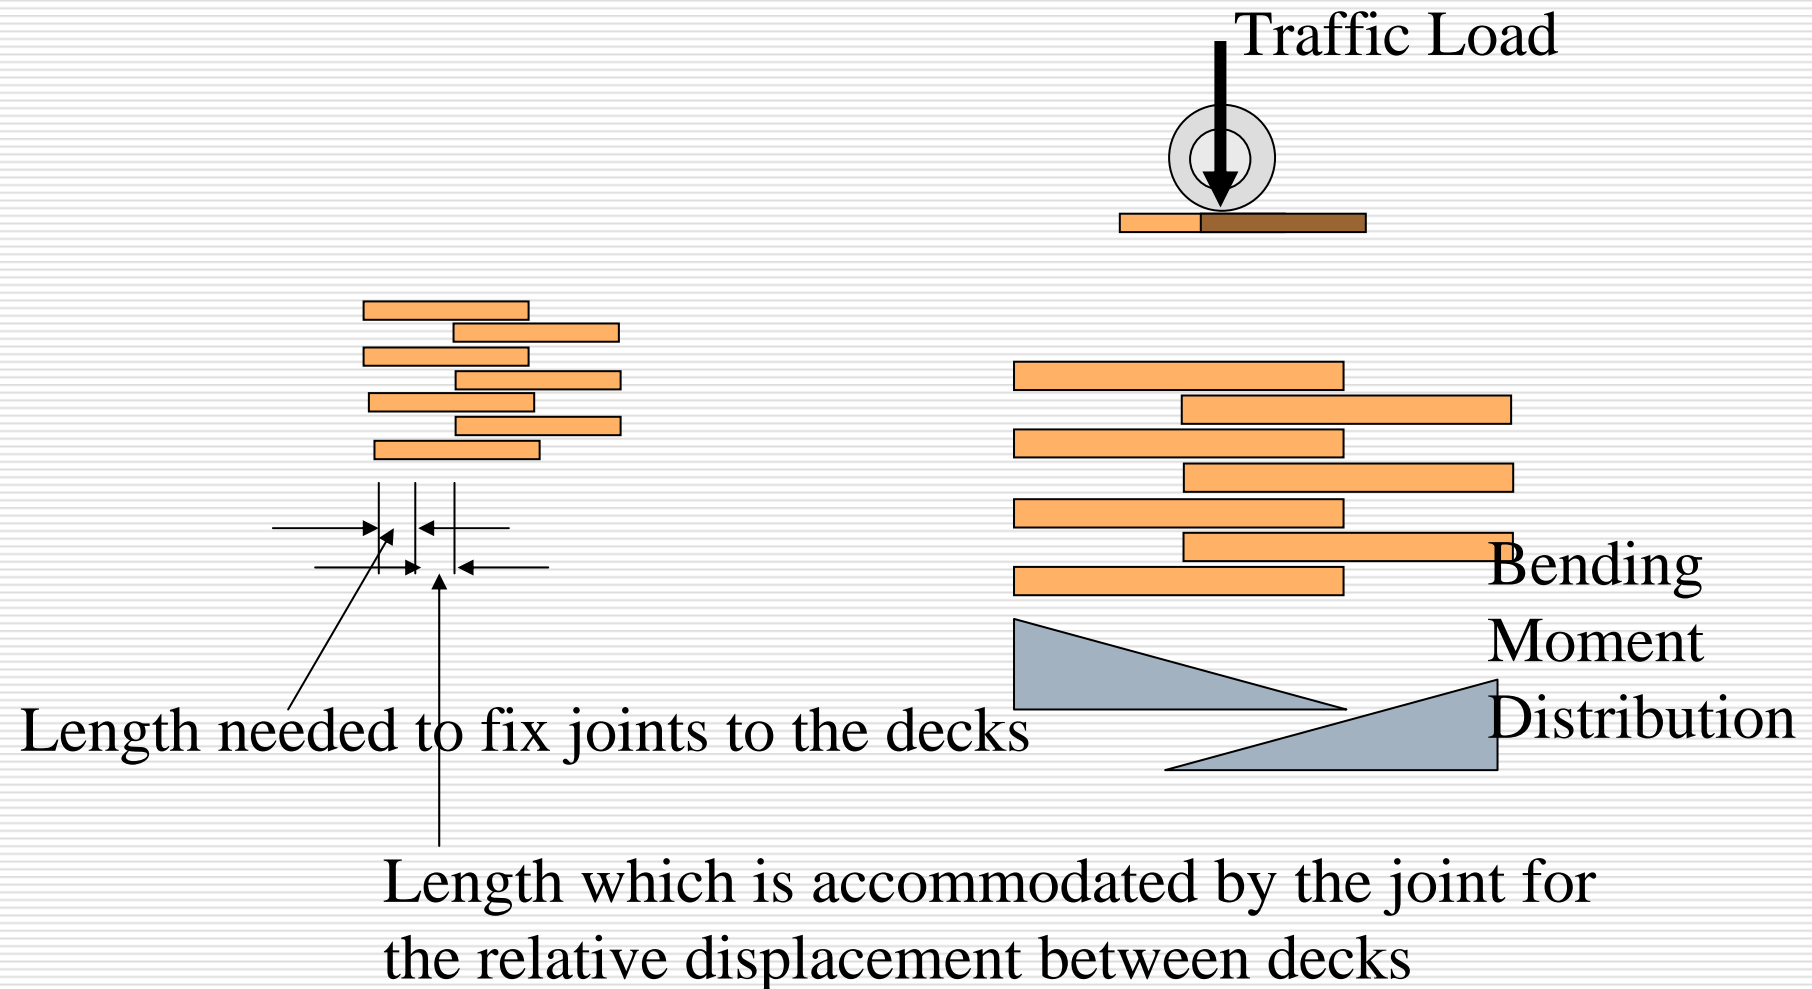 Traffic Load
Bending
Moment
Distribution
Length needed to fix joints to the decks
Length which is accommodated by the joint for
the relative displacement between decks